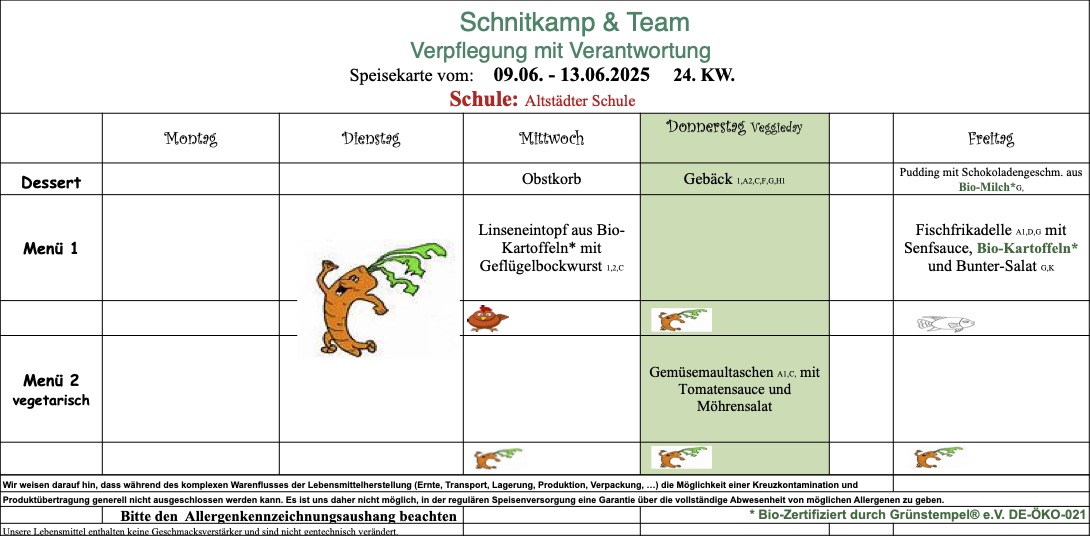 Schnitkamp & Team
Verpflegung mit Verantwortung
Speisekarte vom: 09.06. - 13.06.2025 24. KW.
Schule: Altstädter Schule
Montag Dienstag Mittwoch Donnerstag Veggieday Freitag
Dessert
Obstkorb
Gebäck 1,A2,C,F,G,H1
Pudding mit Schokoladengeschm. aus
Bio-Milch*G,
Menü 1
Linseneintopf aus Bio-
Kartoffeln* mit
Geflügelbockwurst 1,2,C
Fischfrikadelle A1,D,G mit
Senfsauce, Bio-Kartoffeln*
und Bunter-Salat G,K
Menü 2
vegetarisch
Gemüsemaultaschen A1,C, mit
Tomatensauce und
Möhrensalat
Wir weisen darauf hin, dass während des komplexen Warenflusses der Lebensmittelherstellung (Ernte, Transport, Lagerung, Produktion, Verpackung, ...) die Möglichkeit einer Kreuzkontamination und
Produktübertragung generell nicht ausgeschlossen werden kann. Es ist uns daher nicht möglich, in der regulären Speisenversorgung eine Garantie über die vollständige Abwesenheit von möglichen Allergenen zu geben.
Bitte den Allergenkennzeichnungsaushang beachten
* Bio-Zertifiziert durch Grünstempel® e.V. DE-ÖKO-021
Unsere Lebensmittel enthalten keine Geschmacksverstärker und sind nicht gentechnisch verändert.